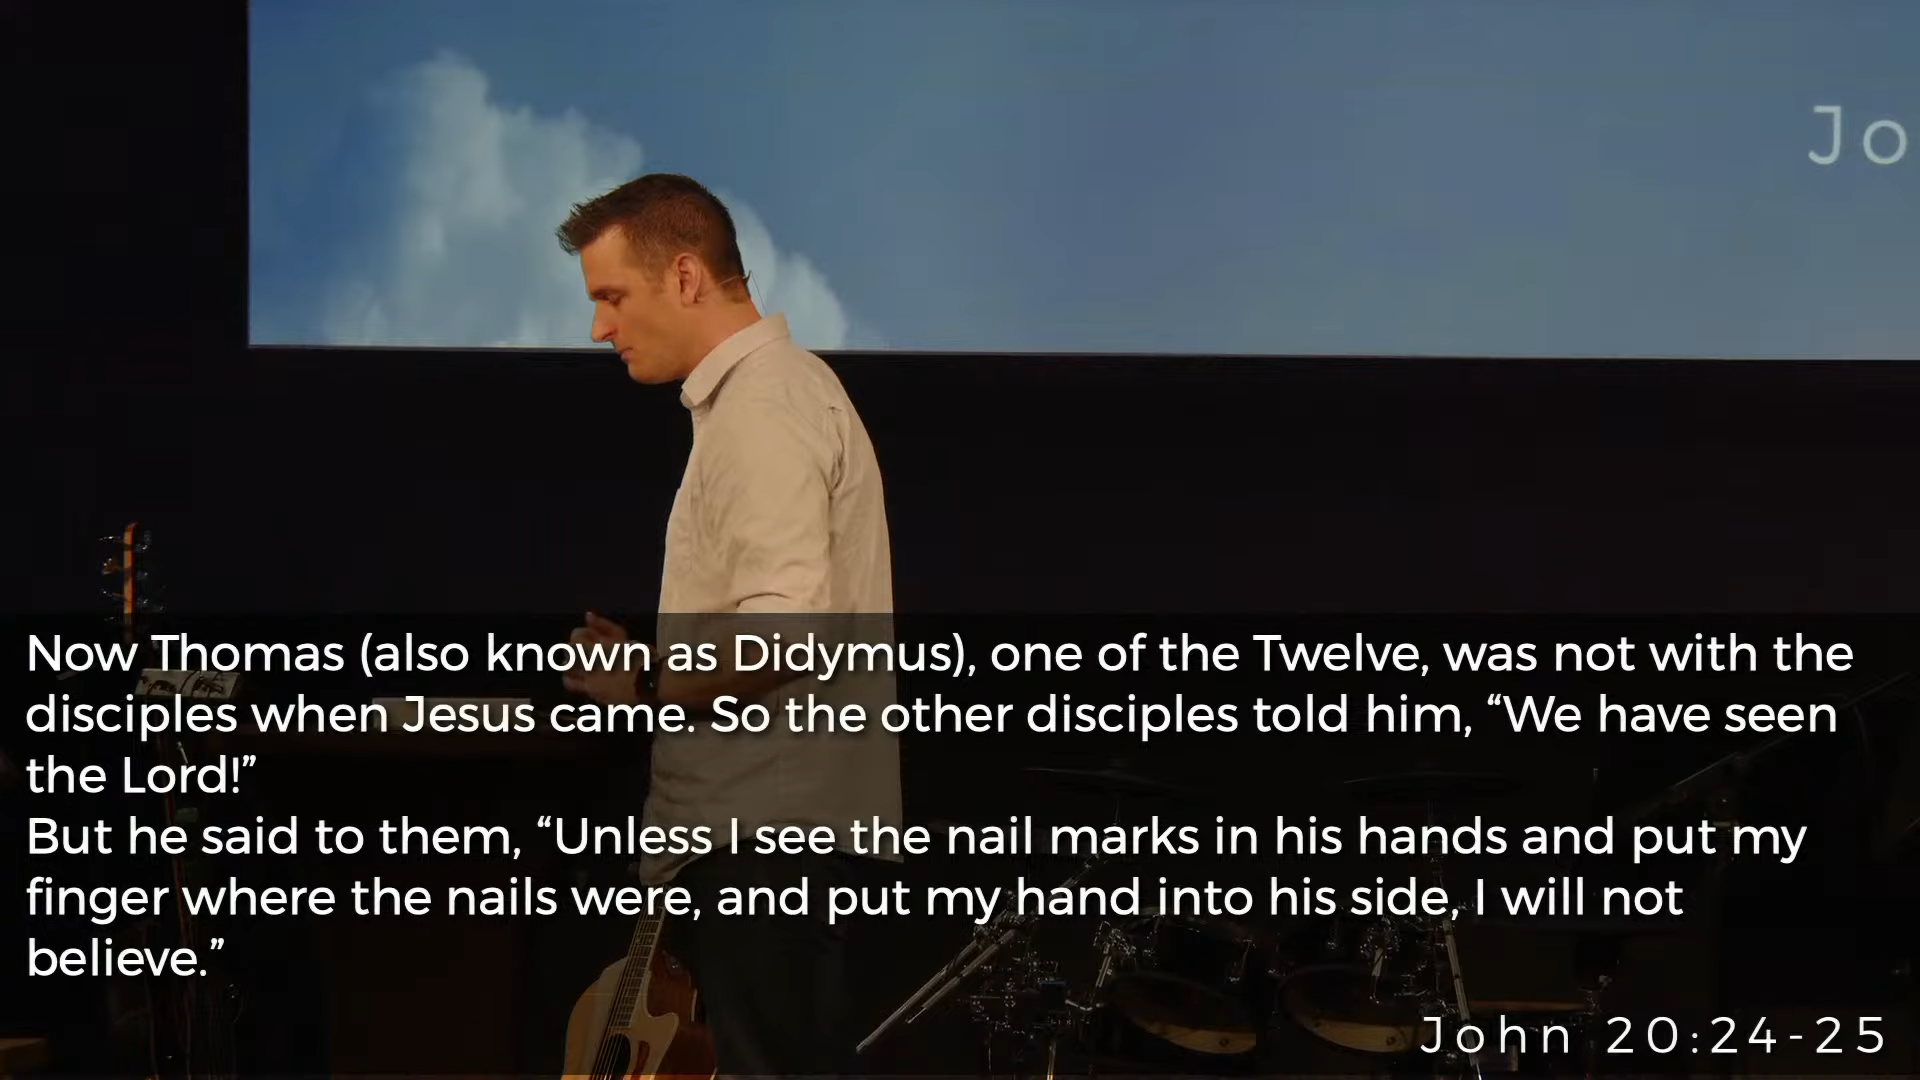 Jo
Now Thomas (also known as Didymus), one of the Twelve, was not with the
disciples when Jesus came. So the other disciples told him, “We have seen
the Lord!”
But he said to them, “Unless I see the nail marks in his hands and put my
finger where the nails were, and put my hand into his side, I will not
believe.”
John 20:24-25